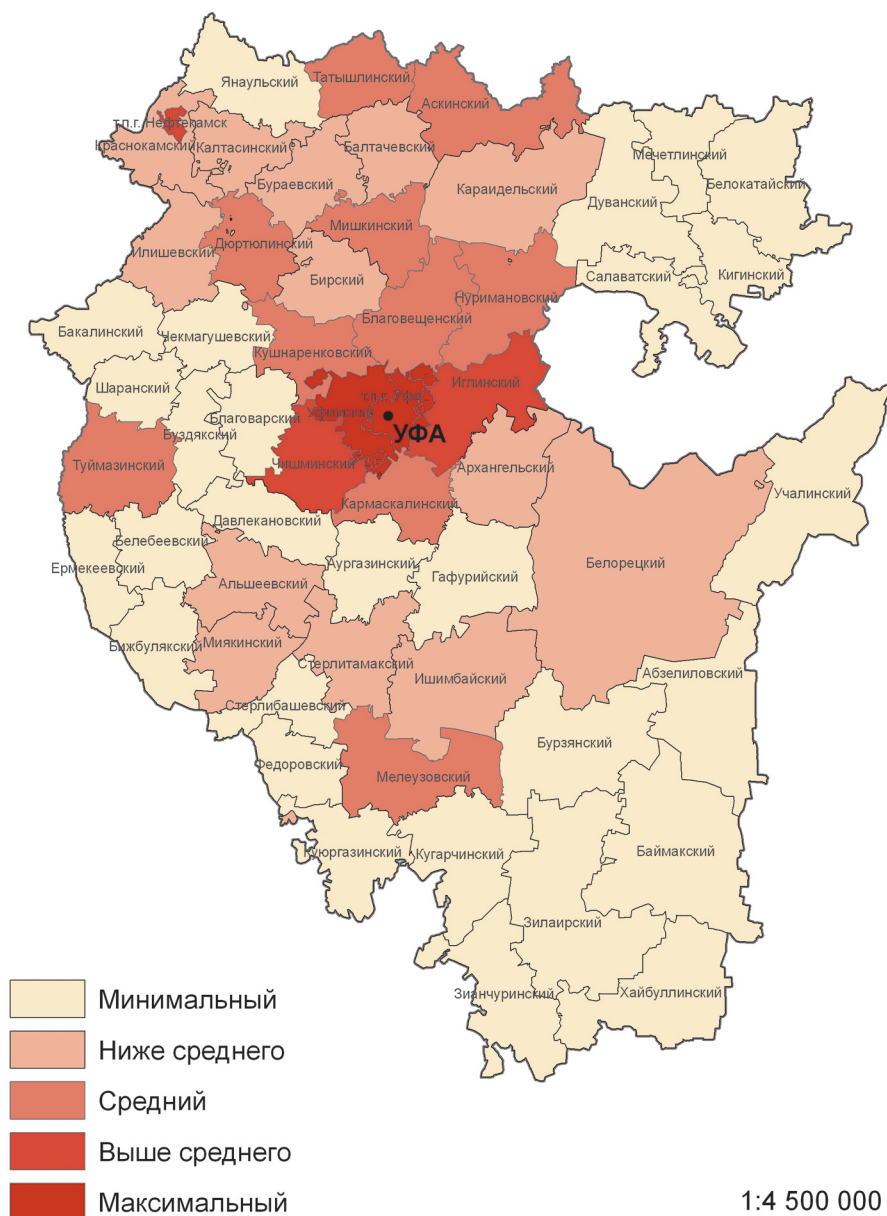 Янаульский
Татышлинский
Аскинский
т.п.г. Нефтекамск
Краснокамский
Калтасинский
Балтачевский
Мечетлинский
Бураевский
Караидельский
Белокатайский
Дуванский
Мишкинский
Дюртюлинский
Илишевский
Бирский
Салаватский
Кигинский
Нуримановский
Благовещенский
Бакалинский
Чекмагушевский
Кушнаренковский
Шаранский
Иглинский
т.п.г. Уфа
Уфимский
Благоварский
УФА
Буздякский
Туймазинский
Чишминский
Архангельский
Учалинский
Кармаскалинский
Давлекановский
Белебеевский
Ермекеевский
Аургазинский
Белорецкий
Гафурийский
Альшеевский
Миякинский
Бижбулякский
Стерлитамакский
Ишимбайский
Абзелиловский
Стерлибашевский
Бурзянский
Федоровский
Мелеузовский
Куюргазинский
Кугарчинский
Баймакский
Зилаирский
Зианчуринский
Хайбуллинский
Минимальный
Ниже среднего
Средний
Выше среднего
Максимальный
1:4 500 000